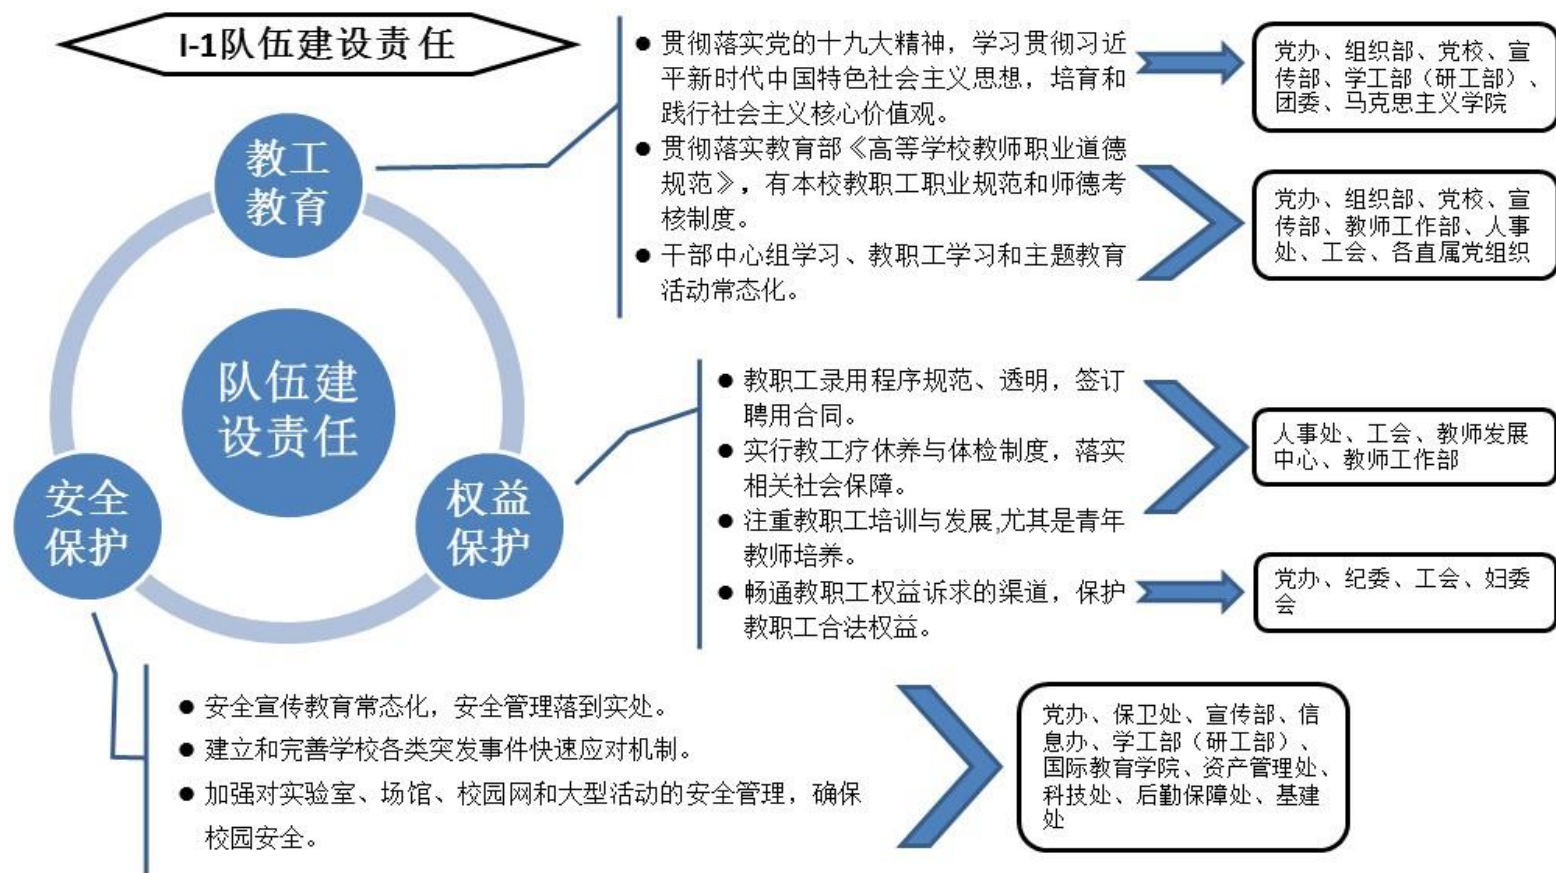 I-1队伍建设责任
教工
教育
队伍建
设责任
安全
保护
权益
保护
● 贯彻落实党的十九大精神，学习贯彻习近
平新时代中国特色社会主义思想，培育和
践行社会主义核心价值观。
● 贯彻落实教育部《高等学校教师职业道德
规范》，有本校教职工职业规范和师德考
核制度。
● 干部中心组学习、教职工学习和主题教育
活动常态化。
党办、组织部、党校、宣
传部、学工部（研工部）、
团委、马克思主义学院
党办、组织部、党校、宣
传部、教师工作部、人事
处、工会、各直属党组织
● 教职工录用程序规范、透明，签订
聘用合同。
● 实行教工疗休养与体检制度，落实
相关社会保障。
● 注重教职工培训与发展,尤其是青年
教师培养。
● 畅通教职工权益诉求的渠道，保护
教职工合法权益。
人事处、工会、教师发展
中心、教师工作部
党办、纪委、工会、妇委
会
● 安全宣传教育常态化，安全管理落到实处。
● 建立和完善学校各类突发事件快速应对机制。
● 加强对实验室、场馆、校园网和大型活动的安全管理，确保
校园安全。
党办、保卫处、宣传部、信
息办、学工部（研工部）、
国际教育学院、资产管理处、
科技处、后勤保障处、基建
处